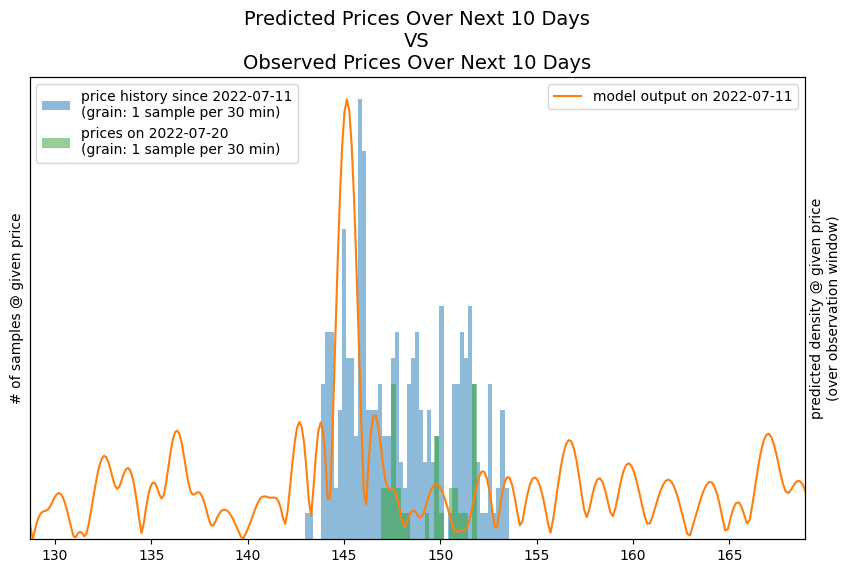 Predicted Prices Over Next 10 Days
VS
Observed Prices Over Next 10 Days
price history since 2022-07-11
(grain: 1 sample per 30 min)
prices on 2022-07-20
(grain: 1 sample per 30 min)
model output on 2022-07-11
# of samples @ given price
predicted density @ given price
(over observation window)
130 135 140 145 150 155 160 165